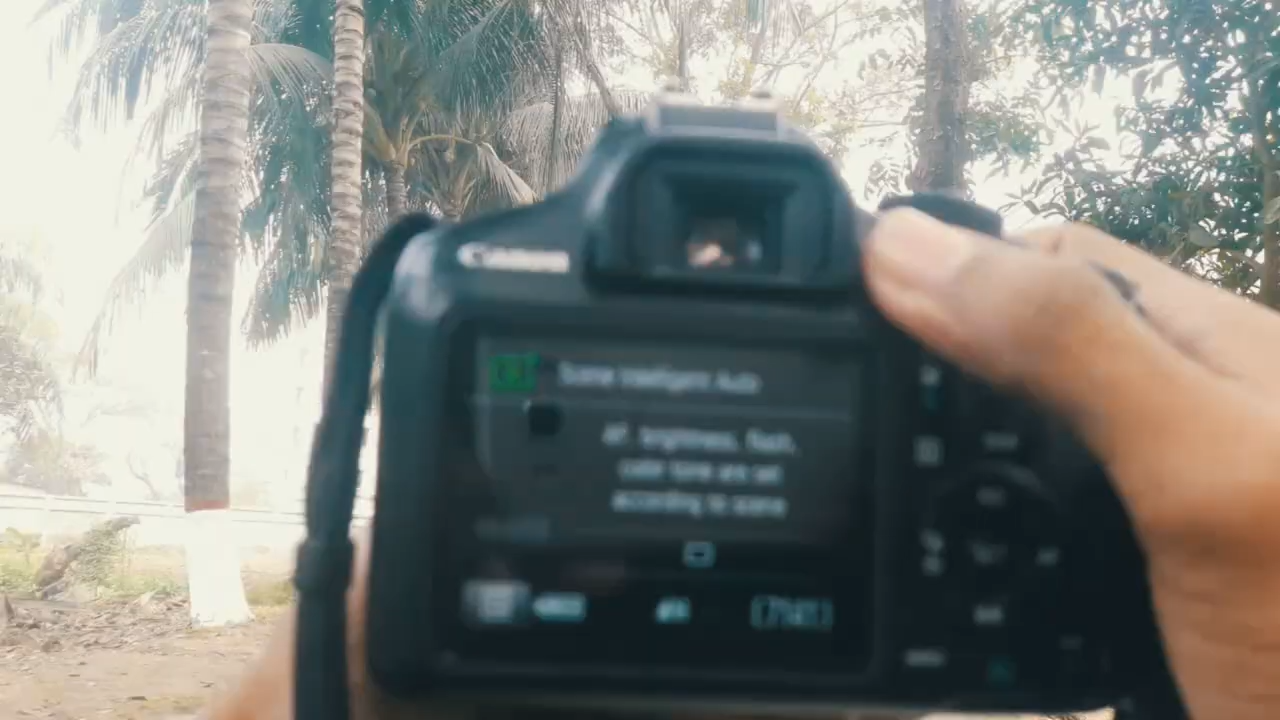 Canon
Scene Intelligent Auto
AF, brightness, flash,
color tone are set
according to scene